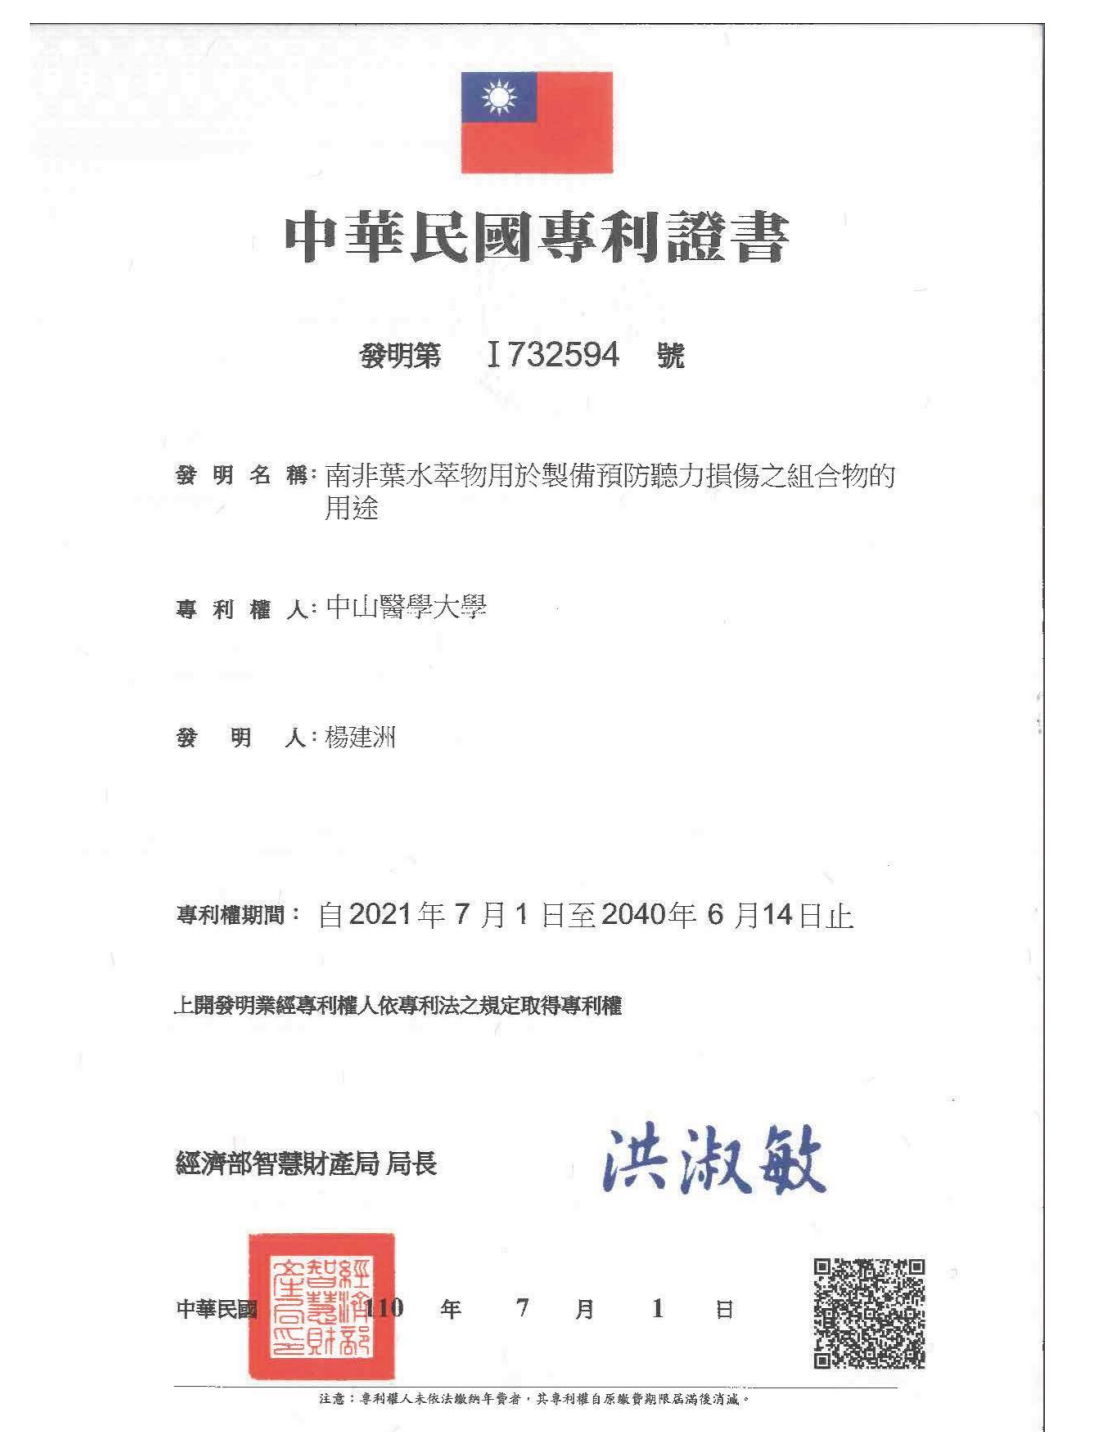 中華民國專利證書
發明第 I732594 號
發明名稱:南非葉水萃物用於製備預防聽力損傷之組合物的
用途
專利權人:中山醫學大學
發明人:楊建洲
專利權期間:自2021年7月1日至2040年6月14日止
上開發明業經專利權人依專利法之規定取得專利權
經濟部智慧財產局 局長 洪淑敏
經濟部智慧財產局印
中華民國 110 年 7 月 1 日
注意:專利權人未依法繳納年費者,其專利權自原繳費期限屆滿後消滅。